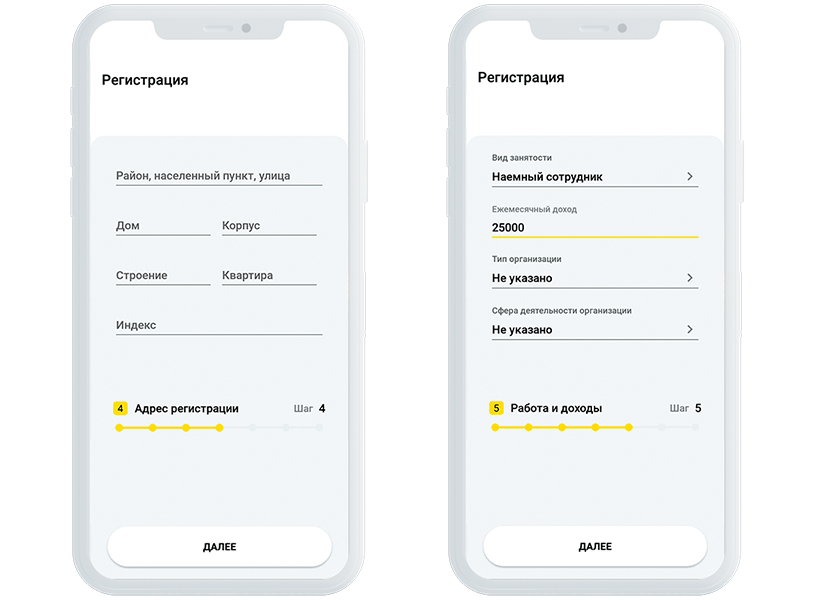 Регистрация
Район, населенный пункт, улица
Дом
Корпус
Строение
Квартира
Индекс
4 Адрес регистрации Шаг 4
ДАЛЕЕ
Регистрация
Вид занятости
Наемный сотрудник
Ежемесячный доход
25000
Тип организации
Не указано
Сфера деятельности организации
Не указано
5 Работа и доходы Шаг 5
ДАЛЕЕ